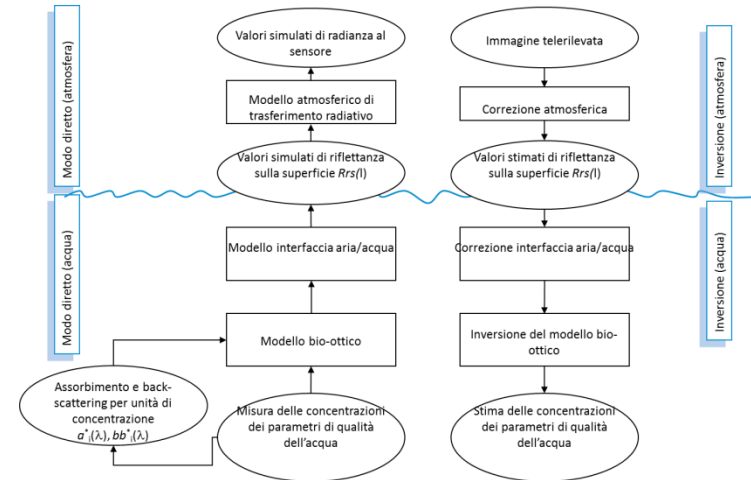 Modo diretto (atmosfera)
Valori simulati di radianza al
sensore
Modello atmosferico di
trasferimento radiativo
Valori simulati di riflettanza
sulla superficie Rrs(l)
Immagine telerilevata
Correzione atmosferica
Valori stimati di riflettanza
sulla superficie Rrs(l)
Inversione (atmosfera)
Modo diretto (acqua)
Modello interfaccia aria/acqua
Modello bio-ottico
Assorbimento e back-
scattering per unità di
concentrazione
a*i(λ), bb*i(λ)
Misura delle concentrazioni
dei parametri di qualità
dell'acqua
Correzione interfaccia aria/acqua
Inversione del modello bio-
ottico
Stima delle concentrazioni
dei parametri di qualità
dell'acqua
Inversione (acqua)